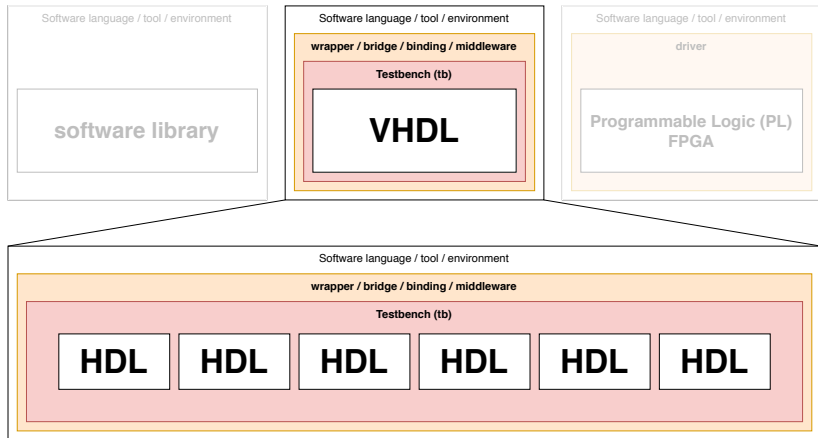 Software language / tool / environment
software library
Software language / tool / environment
wrapper / bridge / binding / middleware
Testbench (tb)
VHDL
Software language / tool / environment
driver
Programmable Logic (PL)
FPGA
Software language / tool / environment
wrapper / bridge / binding / middleware
Testbench (tb)
HDL HDL HDL HDL HDL HDL